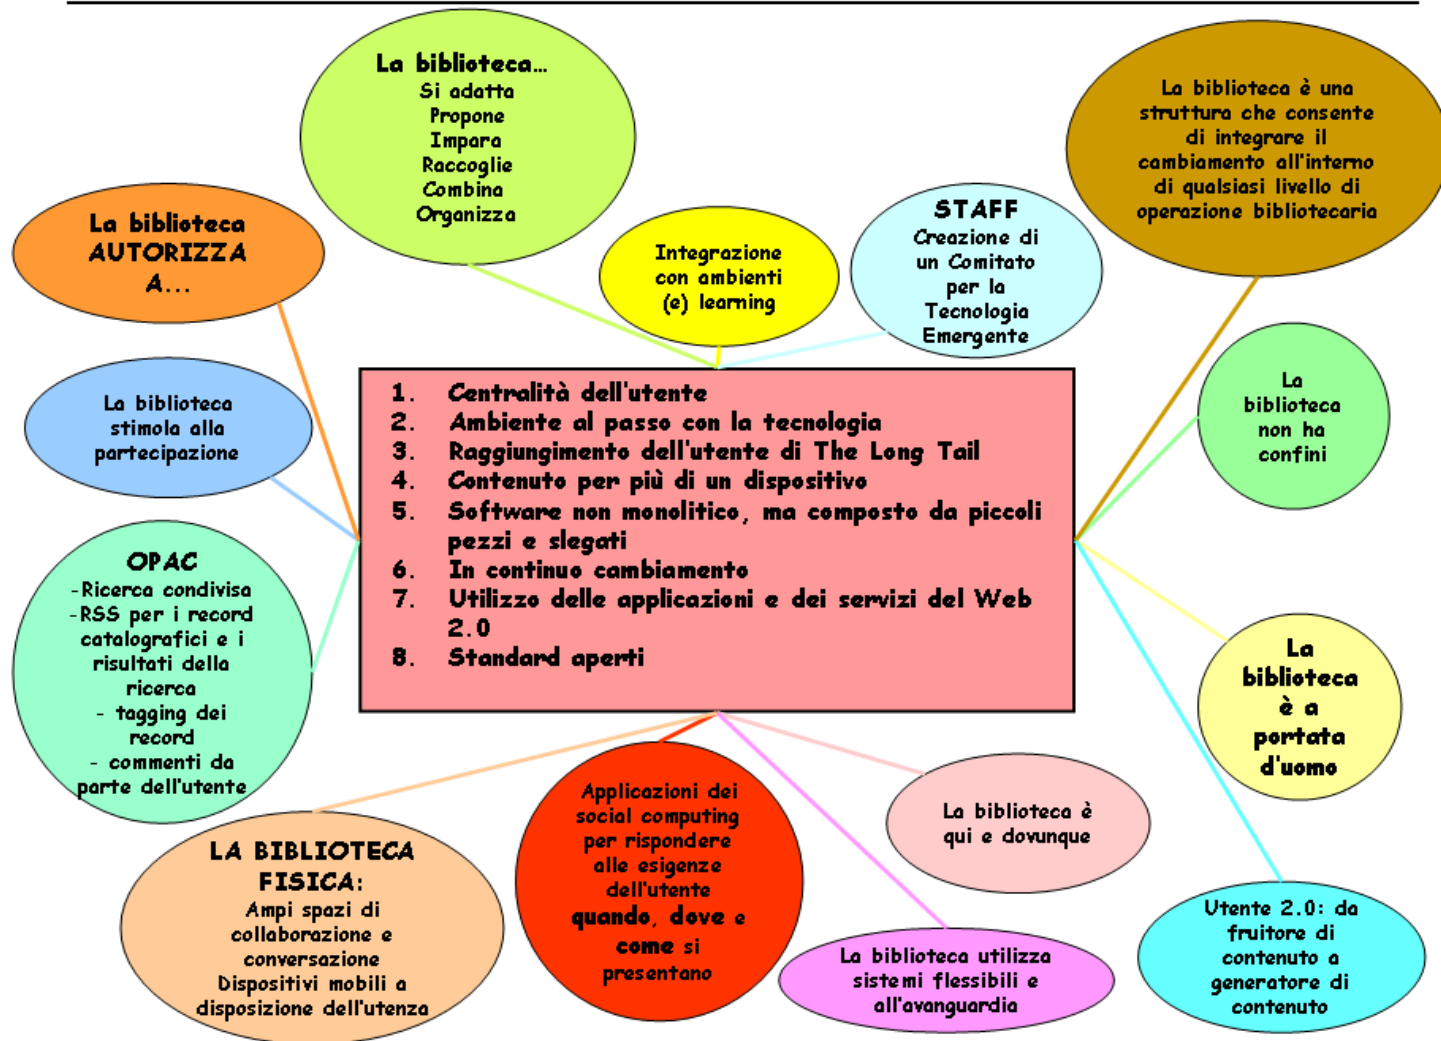 La biblioteca...
Si adatta
Propone
Impara
Raccoglie
Combina
Organizza
La biblioteca è una
struttura che consente
di integrare il
cambiamento all'interno
di qualsiasi livello di
operazione bibliotecaria
La biblioteca
AUTORIZZA
A...
Integrazione
con ambienti
(e) learning
STAFF
Creazione di
un Comitato
per la
Tecnologia
Emergente
La biblioteca
stimola alla
partecipazione
La
biblioteca
non ha
confini
1. Centralità dell'utente
2. Ambiente al passo con la tecnologia
3. Raggiungimento dell'utente di The Long Tail
4. Contenuto per più di un dispositivo
5. Software non monolitico, ma composto da piccoli
pezzi e slegati
6. In continuo cambiamento
7. Utilizzo delle applicazioni e dei servizi del Web
2.0
8. Standard aperti
OPAC
-Ricerca condivisa
-RSS per i record
catalografici e i
risultati della
ricerca
- tagging dei
record
- commenti da
parte dell'utente
La
biblioteca
è a
portata
d'uomo
LA BIBLIOTECA
FISICA:
Ampi spazi di
collaborazione e
conversazione
Dispositivi mobili a
disposizione dell'utenza
Applicazioni dei
social computing
per rispondere
alle esigenze
dell'utente
quando, dove e
come si
presentano
La biblioteca è
qui e dovunque
La biblioteca utilizza
sistemi flessibili e
all'avanguardia
Utente 2.0: da
fruitore di
contenuto a
generatore di
contenuto